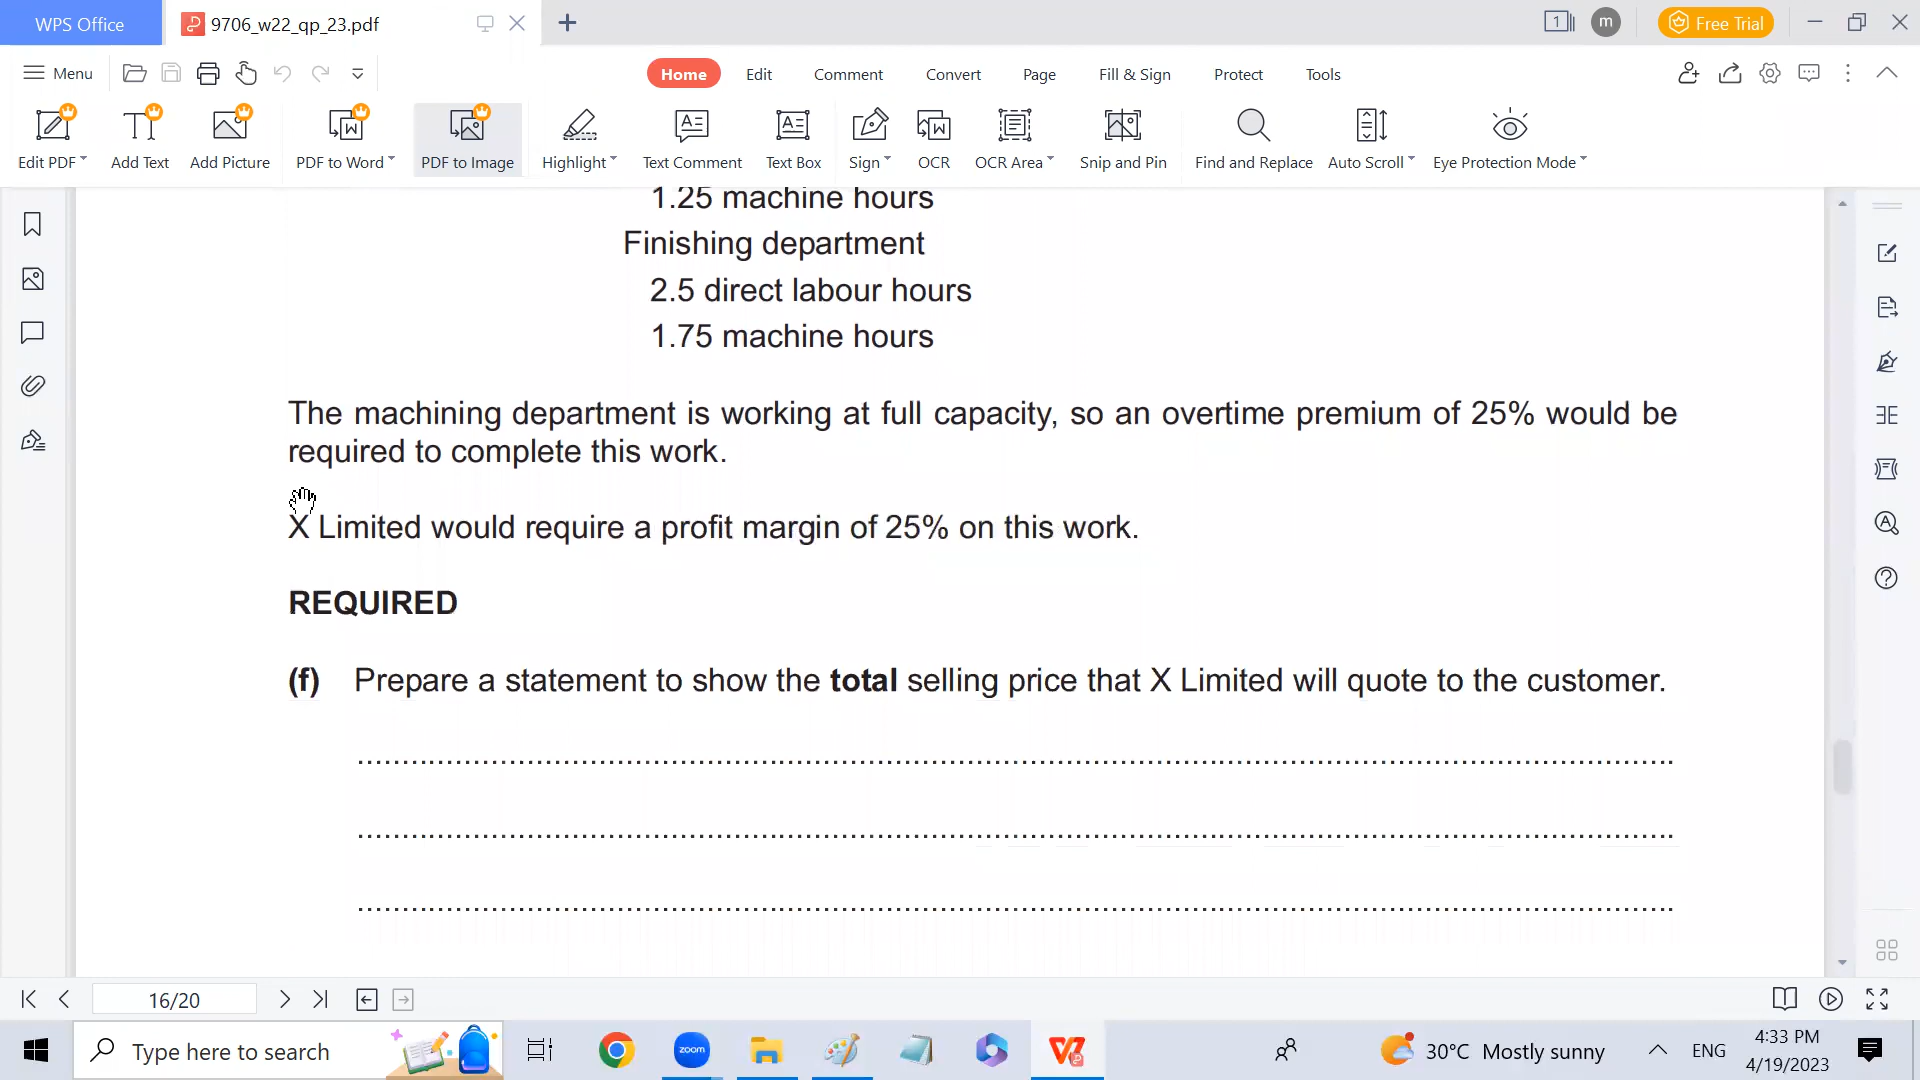 WPS Office
9706_w22_qp_23.pdf
1
m
Free Trial
Menu
Home
Edit
Comment
Convert
Page
Fill & Sign
Protect
Tools
Edit PDF
Add Text
Add Picture
PDF to Word
PDF to Image
Highlight
Text Comment
Text Box
Sign
OCR
OCR Area
Snip and Pin
Find and Replace
Auto Scroll
Eye Protection Mode
1.25 machine hours
Finishing department
2.5 direct labour hours
1.75 machine hours
The machining department is working at full capacity, so an overtime premium of 25% would be
required to complete this work.
X Limited would require a profit margin of 25% on this work.
REQUIRED
(f) Prepare a statement to show the total selling price that X Limited will quote to the customer.
16/20
Type here to search
zoom
30°C Mostly sunny
ENG
4:33 PM
4/19/2023